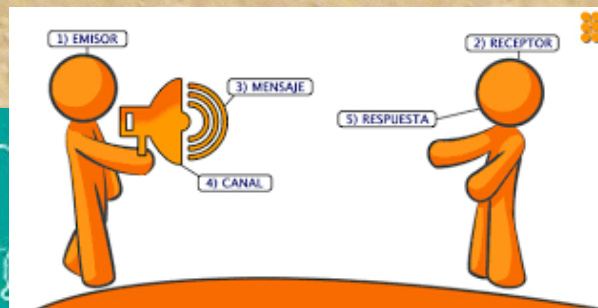 1) EMISOR
2) RECEPTOR
3) MENSAJE
5) RESPUESTA
4) CANAL